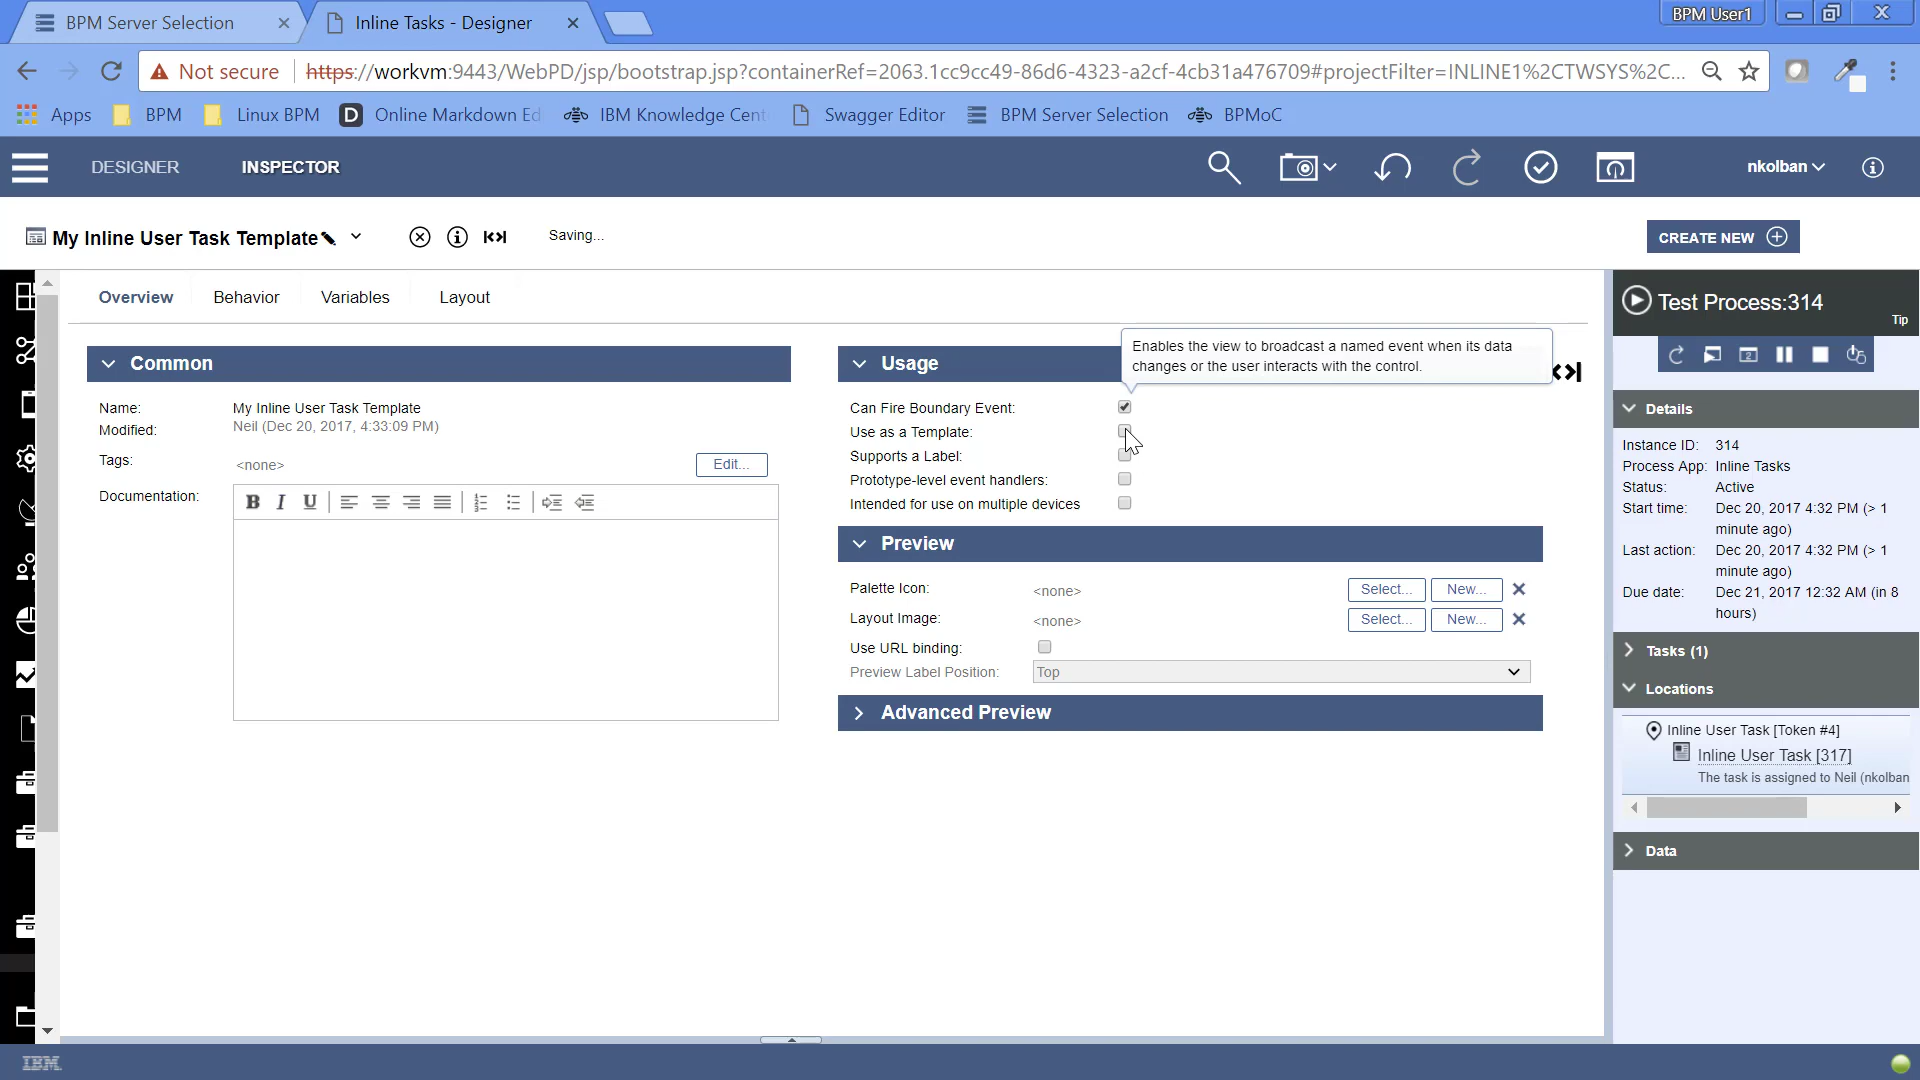 BPM Server Selection
Inline Tasks - Designer
BPM User1
Not secure
https://workvm:9443/WebPD/jsp/bootstrap.jsp?containerRef=2063.1cc9cc49-86d6-4323-a2cf-4cb31a476709#projectFilter=INLINE1%2CTWSYS%2C...
Apps
BPM
Linux BPM
D Online Markdown Ed
IBM Knowledge Cent
Swagger Editor
BPM Server Selection
BPMoC
DESIGNER
INSPECTOR
nkolban
My Inline User Task Template
Saving...
CREATE NEW
Overview
Behavior
Variables
Layout
Common
Name: My Inline User Task Template
Modified: Neil (Dec 20, 2017, 4:33:09 PM)
Tags: <none>
Edit...
Documentation:
B I U
Usage
Enables the view to broadcast a named event when its data
changes or the user interacts with the control.
Can Fire Boundary Event:
Use as a Template:
Supports a Label:
Prototype-level event handlers:
Intended for use on multiple devices
Preview
Palette Icon: <none> Select... New...
Layout Image: <none> Select... New...
Use URL binding:
Preview Label Position: Top
Advanced Preview
Test Process:314
Tip
Details
Instance ID: 314
Process App: Inline Tasks
Status: Active
Start time: Dec 20, 2017 4:32 PM (> 1
minute ago)
Last action: Dec 20, 2017 4:32 PM (> 1
minute ago)
Due date: Dec 21, 2017 12:32 AM (in 8
hours)
Tasks (1)
Locations
Inline User Task [Token #4]
Inline User Task [317]
The task is assigned to Neil (nkolban
Data
IBM